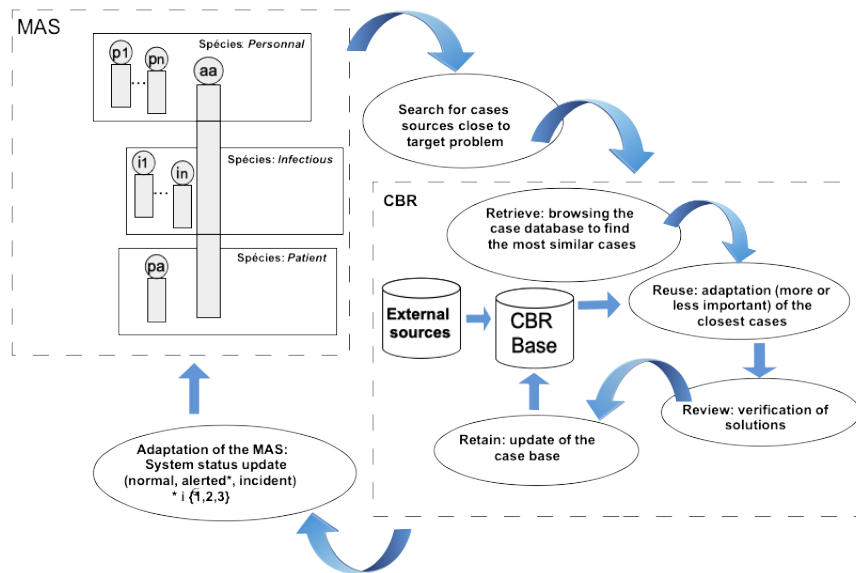 MAS
Spécies: Personnal
p1
pn
aa
...
Spécies: Infectious
i1
in
...
Spécies: Patient
pa
Search for cases
sources close to
target problem
CBR
Retrieve: browsing the
case database to find
the most similar cases
Reuse: adaptation (more or
less important) of the
closest cases
External
sources
CBR
Base
Review: verification of
solutions
Retain: update of the
case base
Adaptation of the MAS:
System status update
(normal, alerted*, incident)
* i {1,2,3}